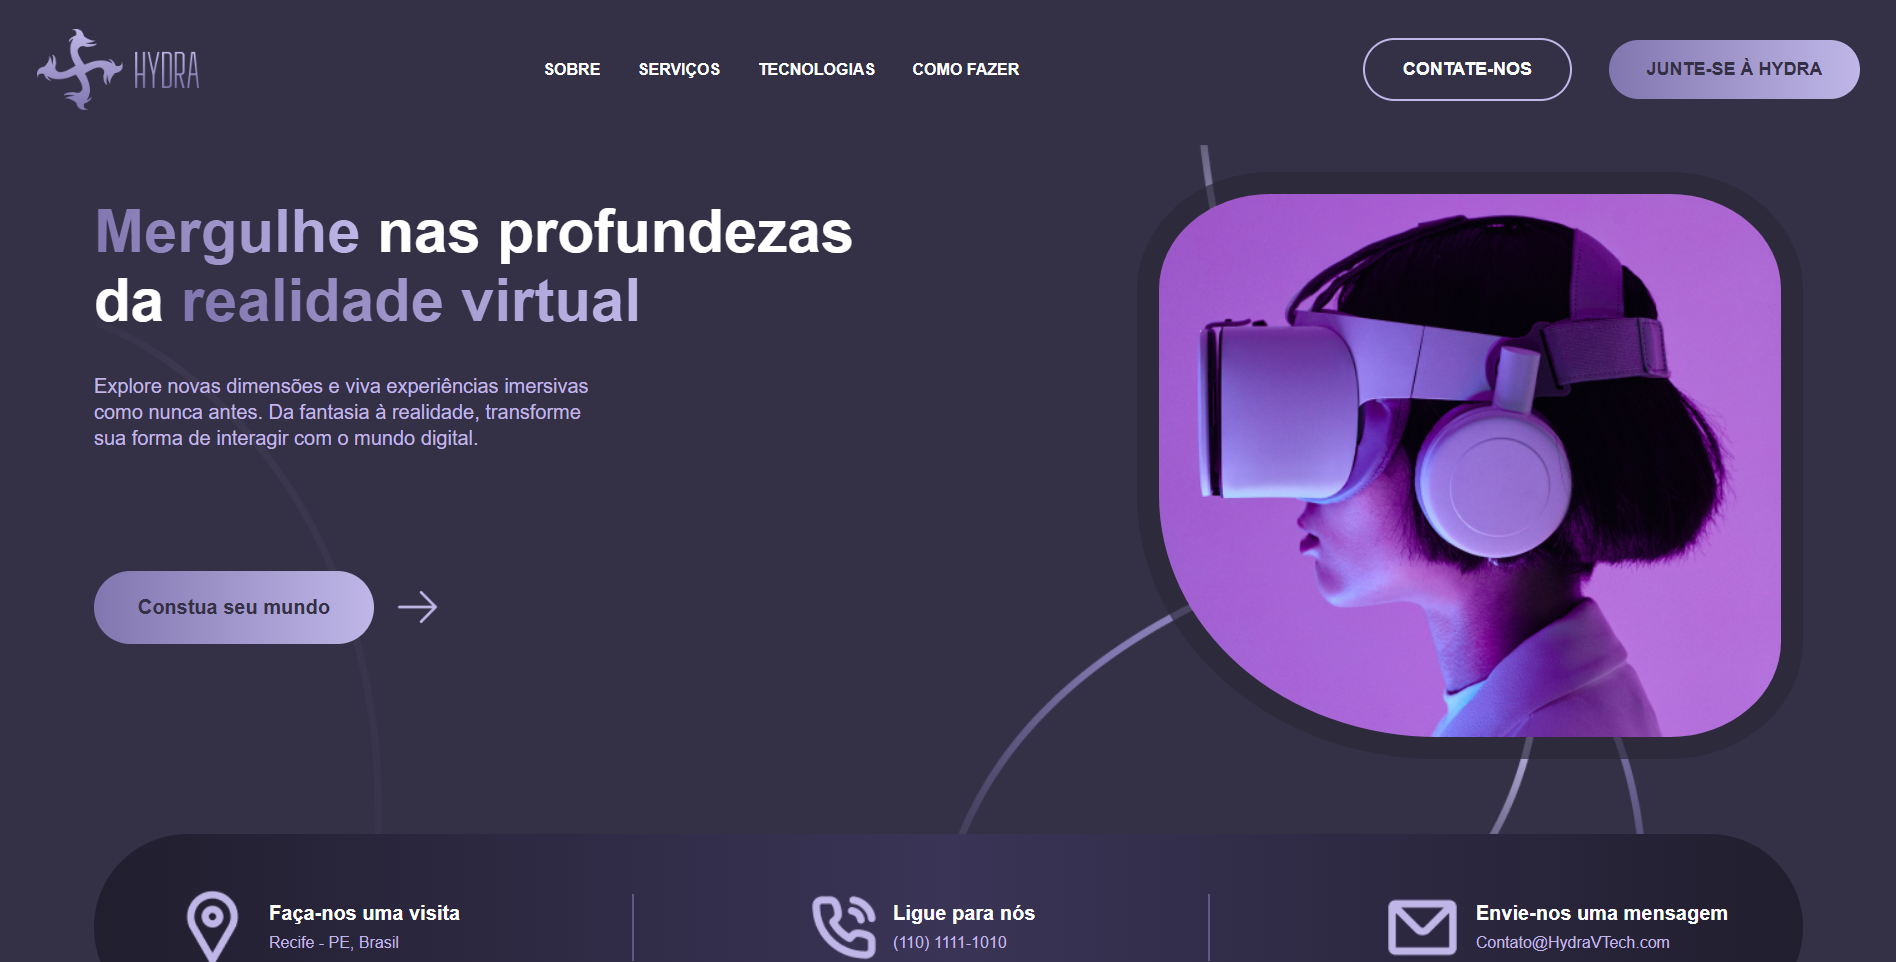 HYDRA
SOBRE
SERVIÇOS
TECNOLOGIAS
COMO FAZER
CONTATE-NOS
JUNTE-SE À HYDRA
Mergulhe nas profundezas
da realidade virtual
Explore novas dimensões e viva experiências imersivas
como nunca antes. Da fantasia à realidade, transforme
sua forma de interagir com o mundo digital.
Constua seu mundo
Faça-nos uma visita
Recife - PE, Brasil
Ligue para nós
(110) 1111-1010
Envie-nos uma mensagem
Contato@HydraVTech.com